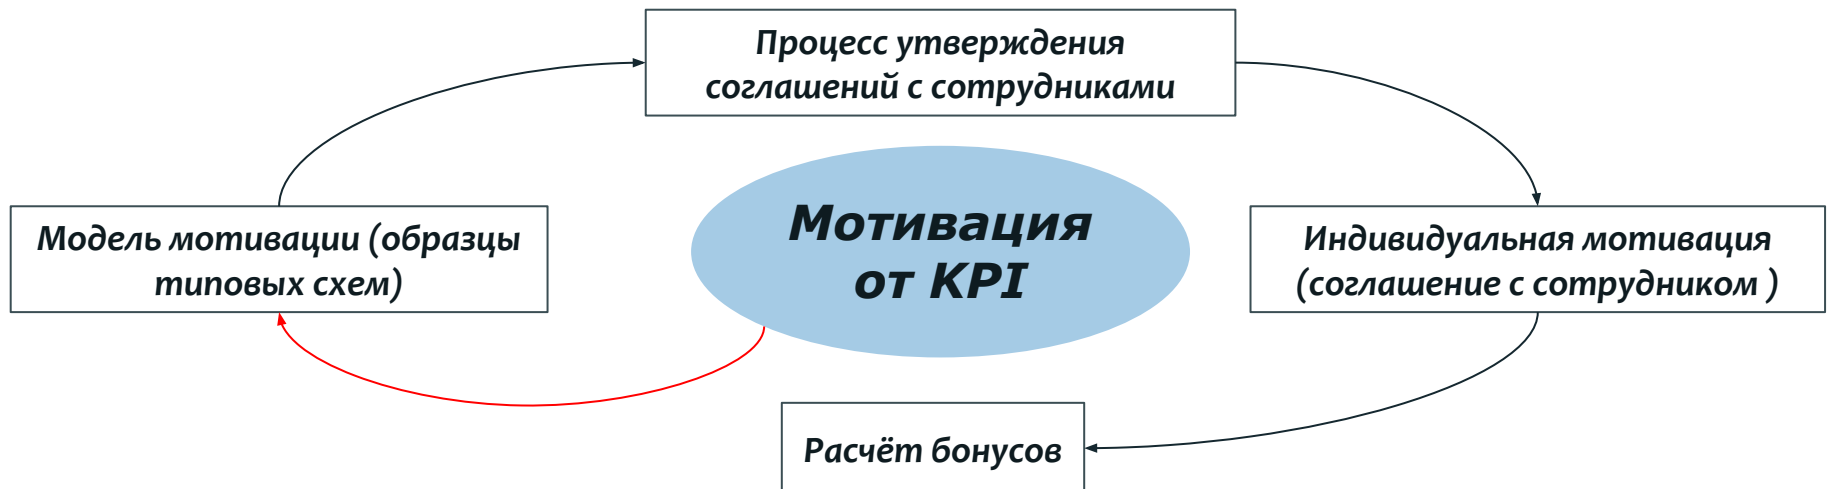 Процесс утверждения
соглашений с сотрудниками
Мотивация
от KPI
Модель мотивации (образцы
типовых схем)
Индивидуальная мотивация
(соглашение с сотрудником )
Расчёт бонусов